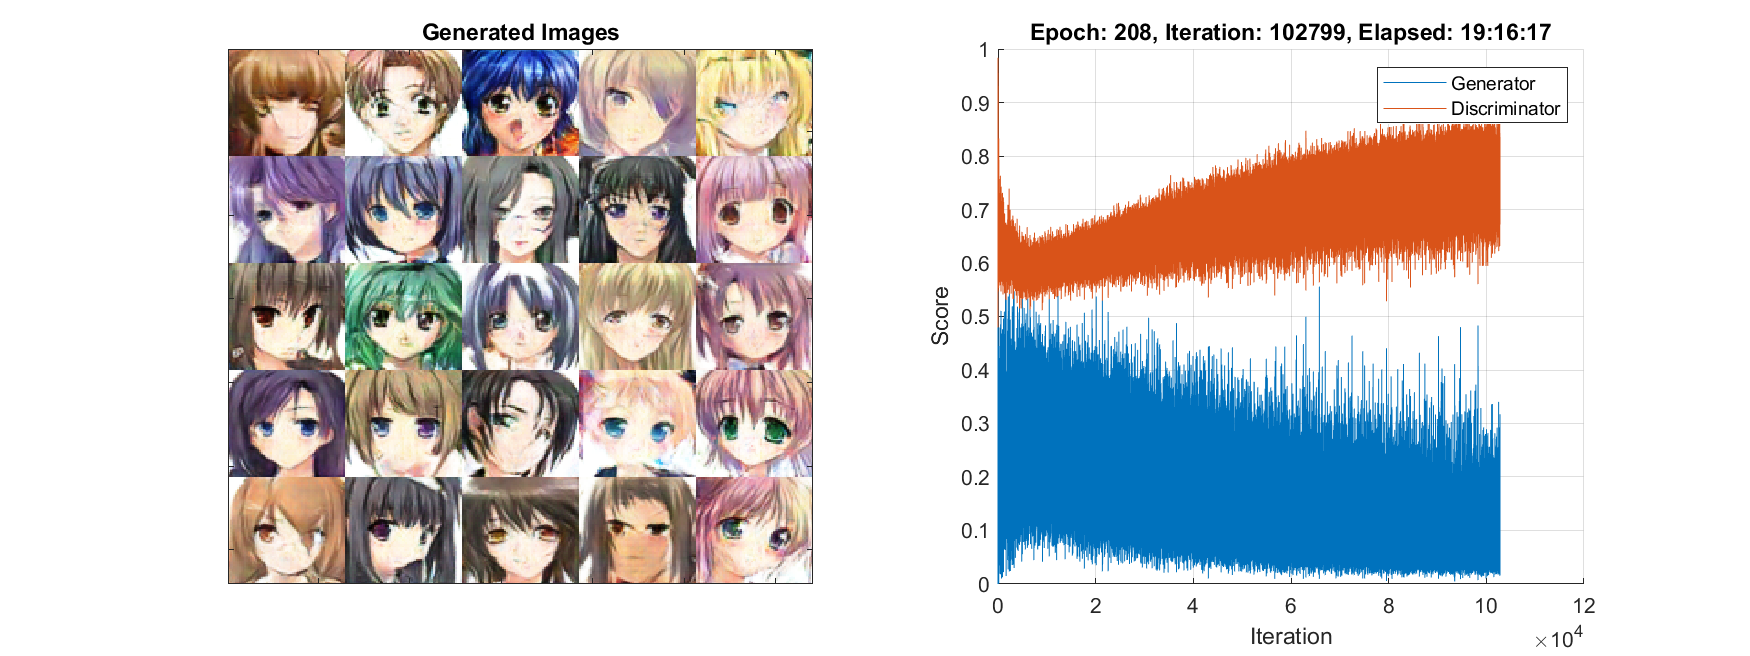 Generated Images
Epoch: 208, Iteration: 102799, Elapsed: 19:16:17
Generator
Discriminator
Score
1
0.9
0.8
0.7
0.6
0.5
0.4
0.3
0.2
0.1
0
0 2 4 6 8 10 12
Iteration
×10^4